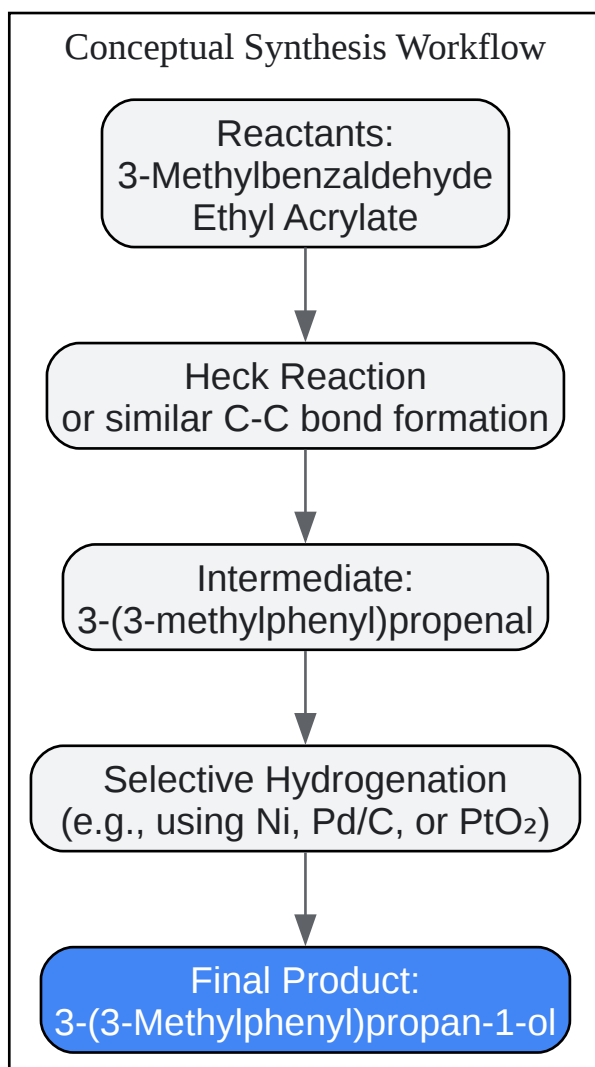 Conceptual Synthesis Workflow
Reactants:
3-Methylbenzaldehyde
Ethyl Acrylate
Heck Reaction
or similar C-C bond formation
Intermediate:
3-(3-methylphenyl)propenal
Selective Hydrogenation
(e.g., using Ni, Pd/C, or PtO₂)
Final Product:
3-(3-Methylphenyl)propan-1-ol